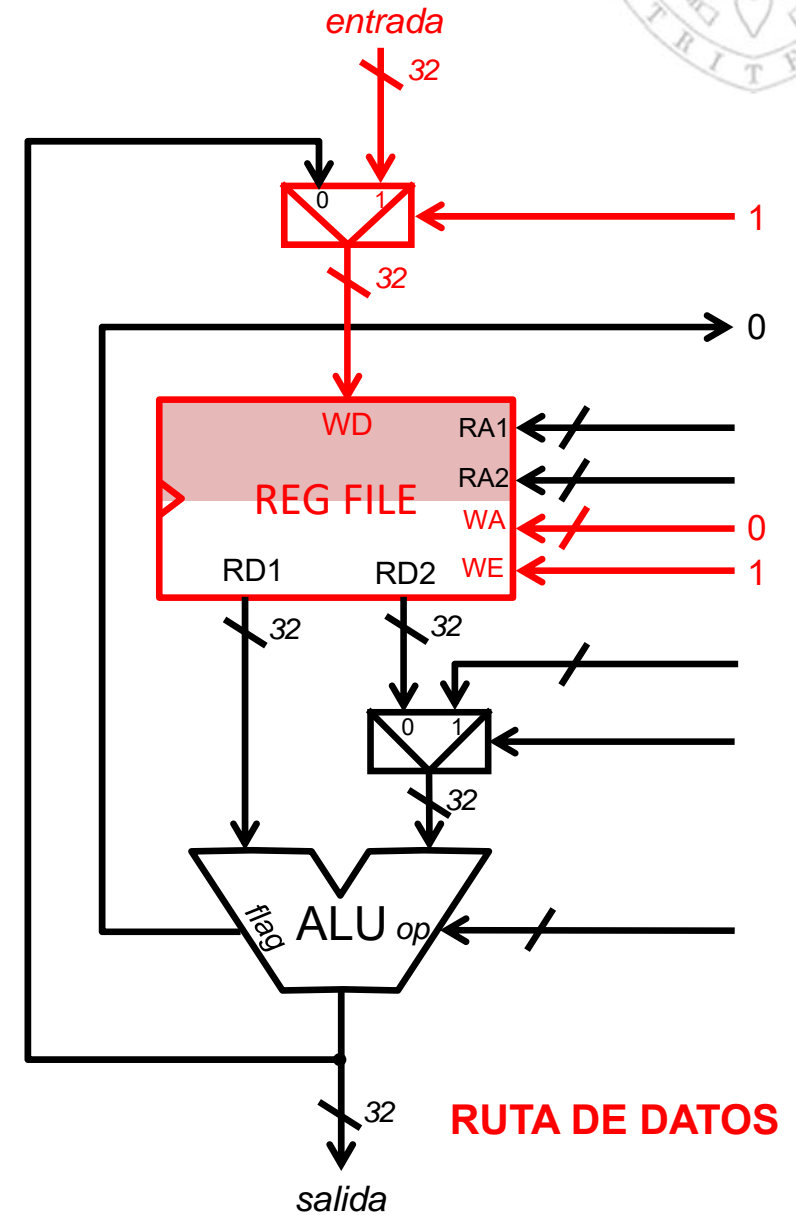 entrada
32
T R I T E
0 1
1
32
0
WD
RA1
RA2
REG FILE
WA
0
RD1
RD2
WE
1
32
32
0 1
32
flag
ALU
op
32
RUTA DE DATOS
salida